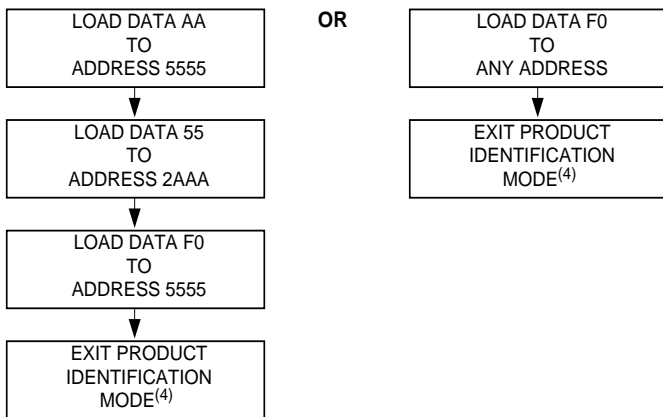 LOAD DATA AA
TO
ADDRESS 5555
LOAD DATA 55
TO
ADDRESS 2AAA
LOAD DATA F0
TO
ADDRESS 5555
EXIT PRODUCT
IDENTIFICATION
MODE(4)
OR
LOAD DATA F0
TO
ANY ADDRESS
EXIT PRODUCT
IDENTIFICATION
MODE(4)